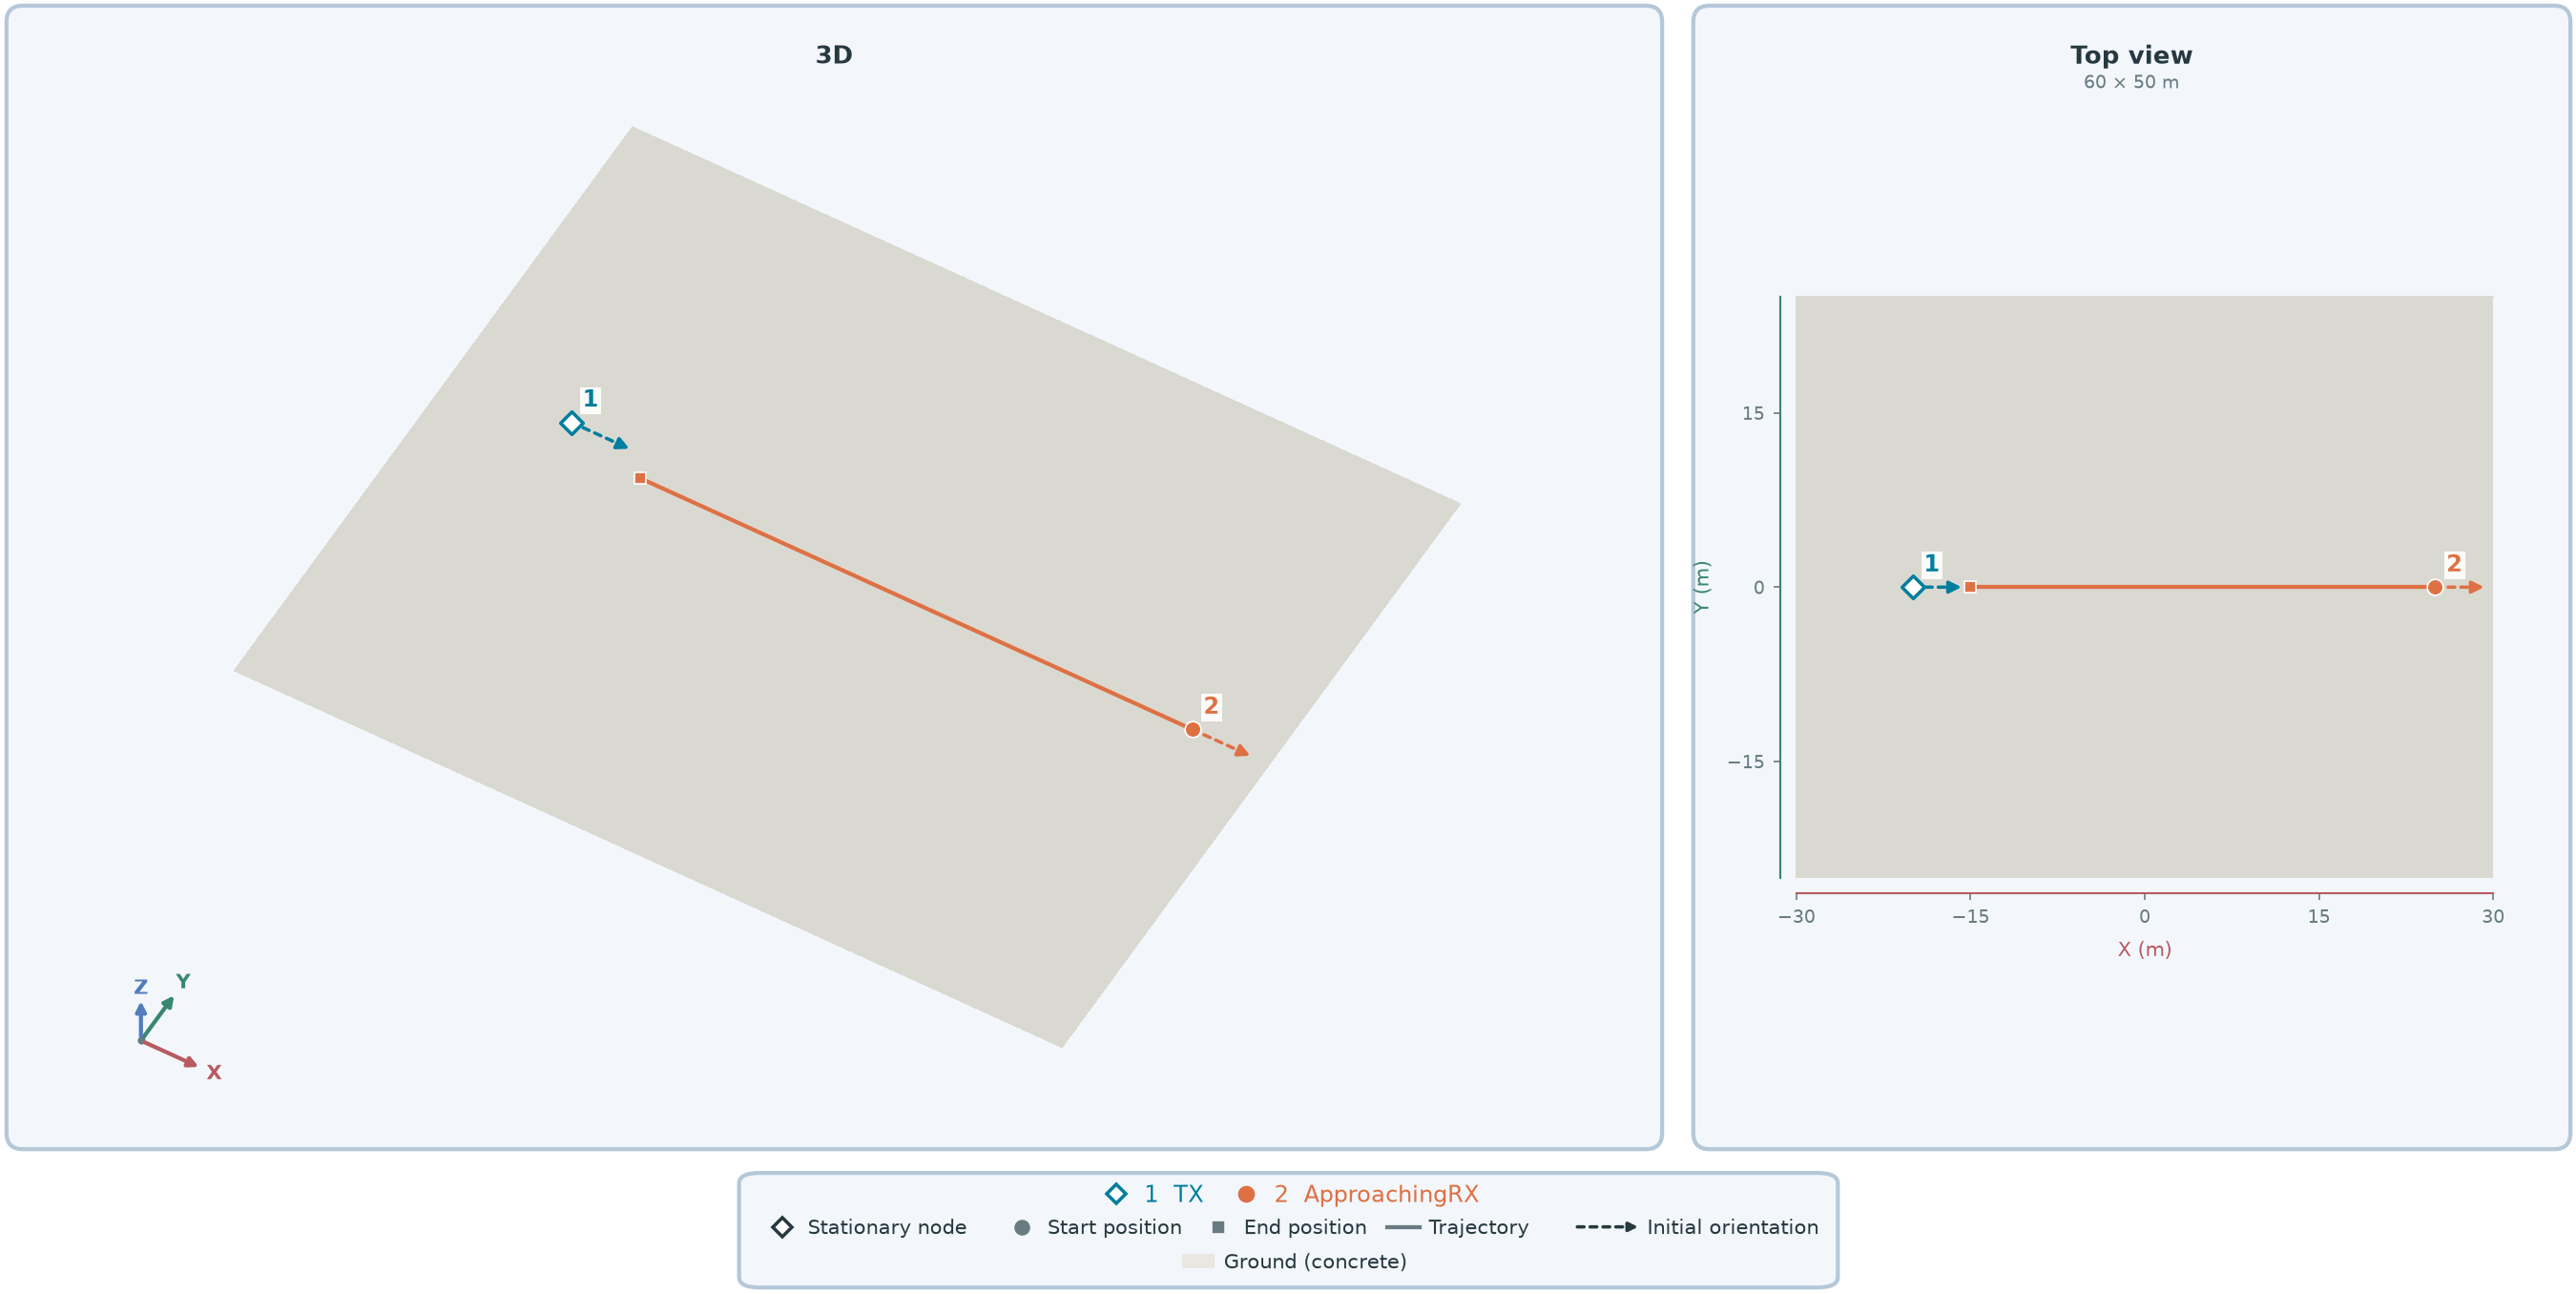 3D
1
2
Z
Y
X
Top view
60 × 50 m
15
0
−15
Y (m)
1
2
−30
−15
0
15
30
X (m)
1 TX
2 ApproachingRX
Stationary node
Start position
End position
Trajectory
Initial orientation
Ground (concrete)